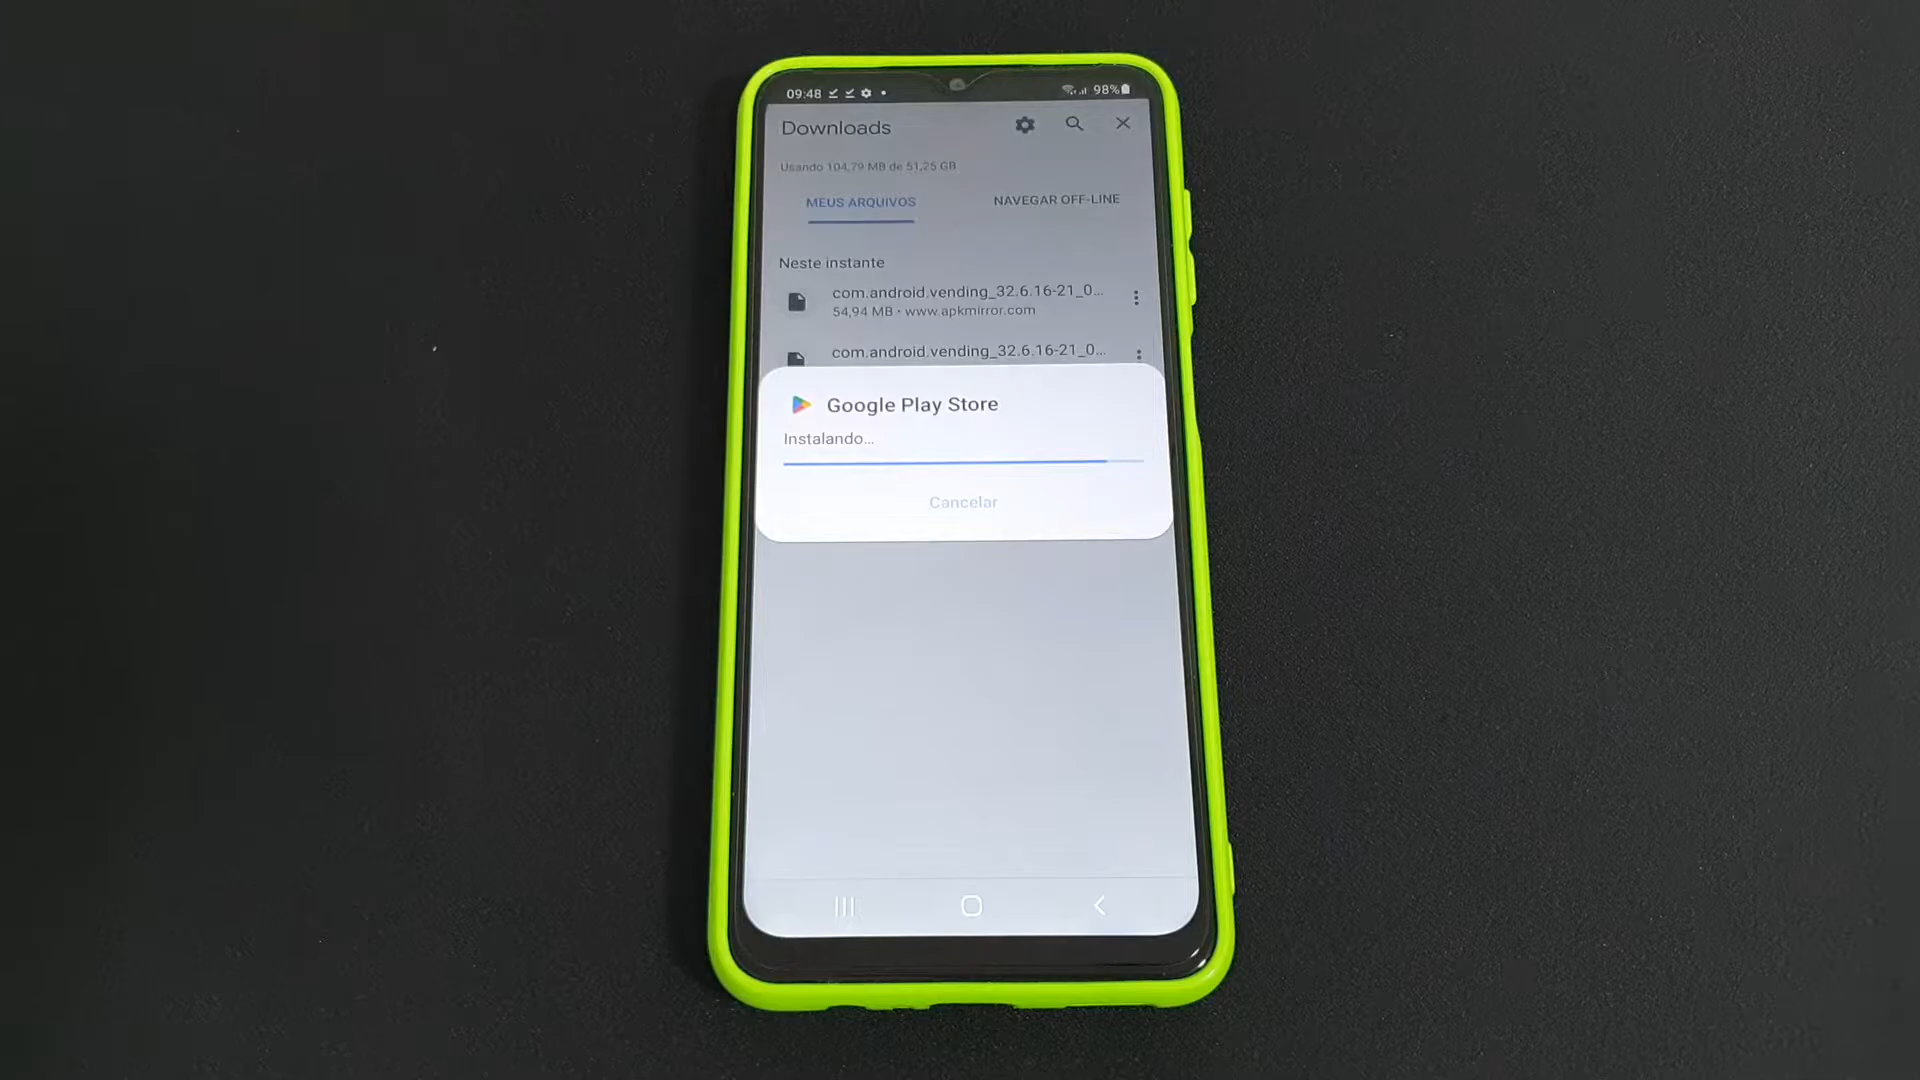 09:48
98%
Downloads
Usando 104,79 MB de 51,25 GB
MEUS ARQUIVOS
NAVEGAR OFF-LINE
Neste instante
com.android.vending_32.6.16-21_0...
54,94 MB • www.apkmirror.com
com.android.vending_32.6.16-21_0...
Google Play Store
Instalando...
Cancelar